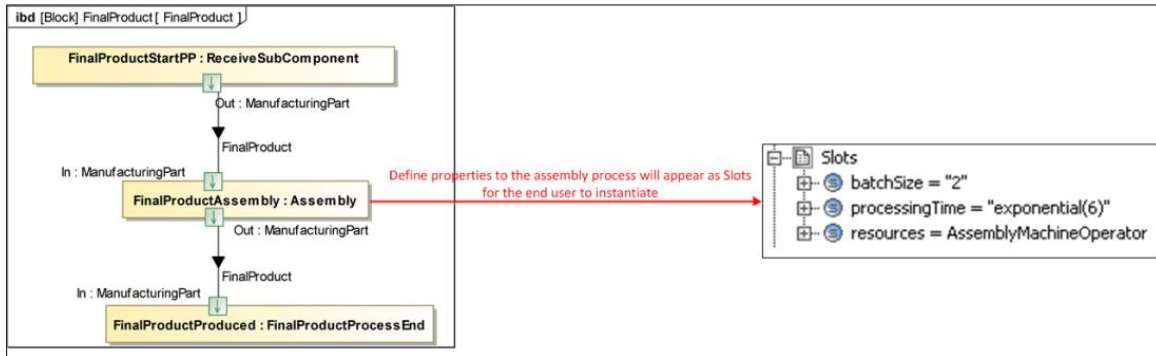 ibd [Block] FinalProduct[ FinalProduct ]
FinalProductStartPP : ReceiveSubComponent
Out : ManufacturingPart
FinalProduct
In : ManufacturingPart
FinalProductAssembly : Assembly
Out : ManufacturingPart
FinalProduct
In : ManufacturingPart
FinalProductProduced : FinalProductProcessEnd
Define properties to the assembly process will appear as Slots
for the end user to instantiate
Slots
batchSize = "2"
processingTime = "exponential(6)"
resources = AssemblyMachineOperator